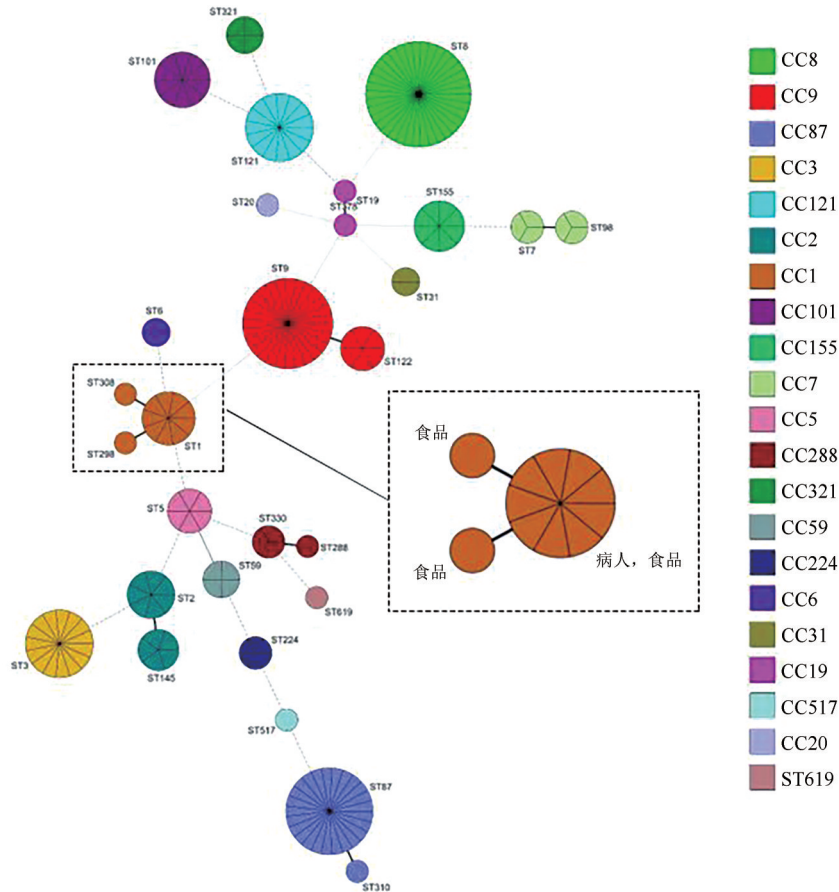 ST321
ST8
ST101
ST121
ST19
ST378
ST20
ST155
ST7
ST98
ST31
ST9
ST6
ST122
ST308
ST1
ST298
食品
食品
病人，食品
ST5
ST330
ST288
ST59
ST619
ST2
ST3
ST145
ST224
ST517
ST87
ST310
CC8
CC9
CC87
CC3
CC121
CC2
CC1
CC101
CC155
CC7
CC5
CC288
CC321
CC59
CC224
CC6
CC31
CC19
CC517
CC20
ST619